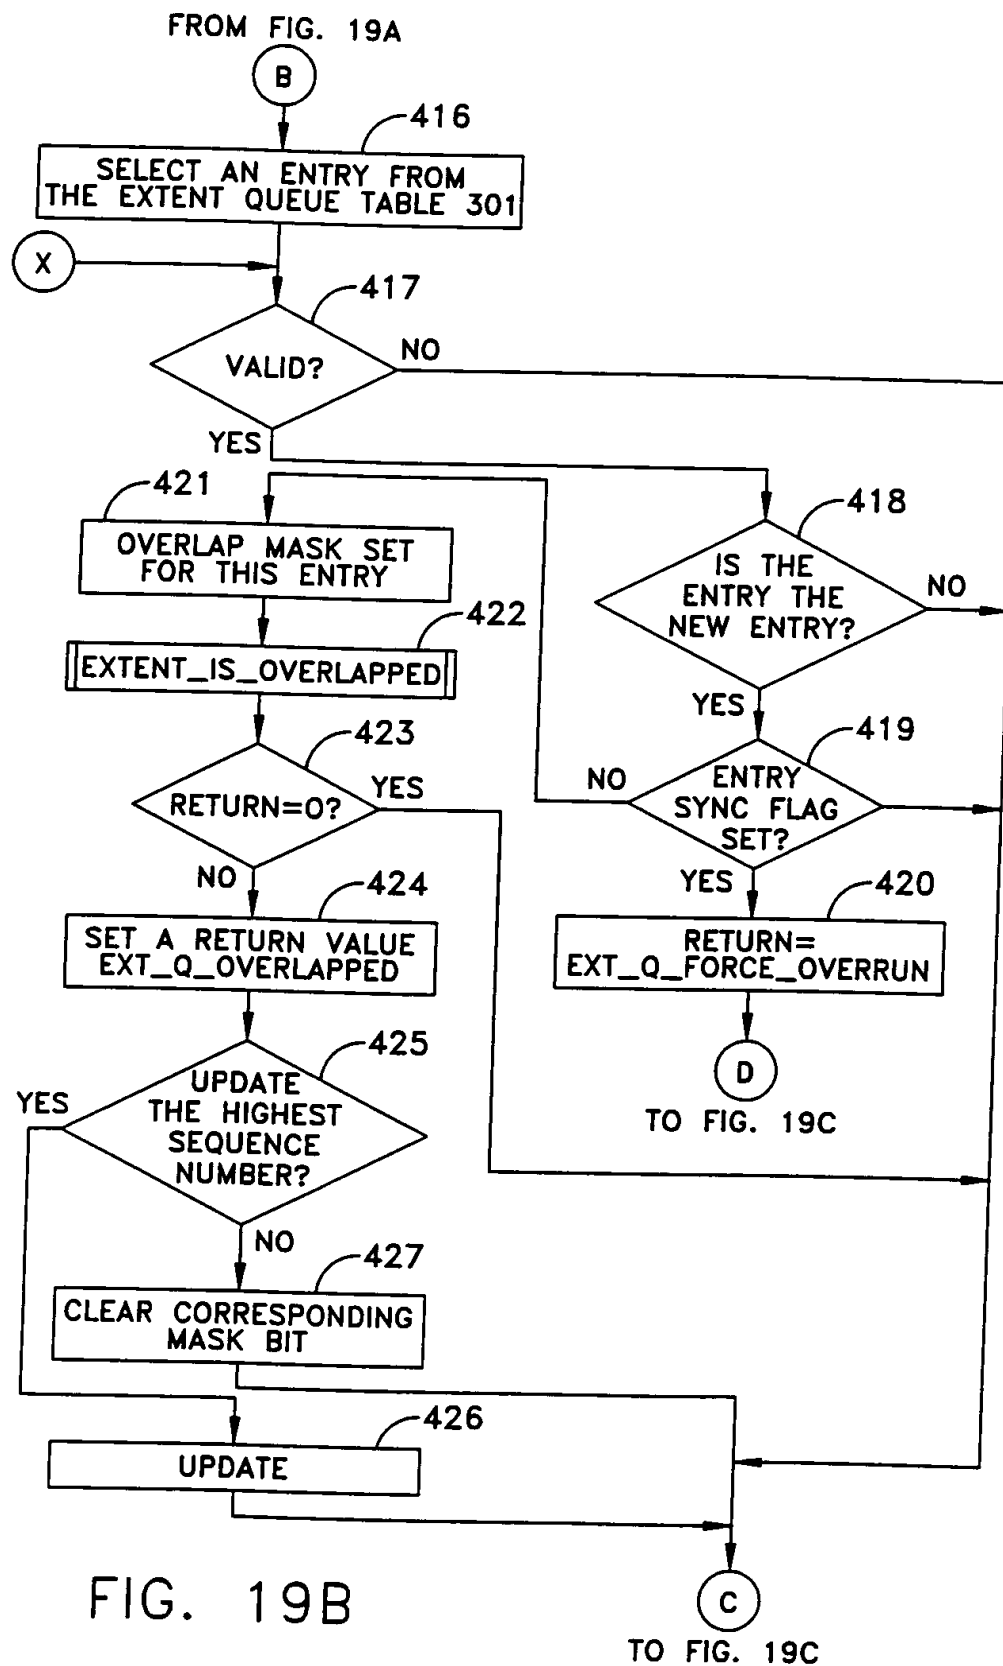 FROM FIG. 19A
B
416
SELECT AN ENTRY FROM
THE EXTENT QUEUE TABLE 301
X
417
VALID?
NO
YES
421
OVERLAP MASK SET
FOR THIS ENTRY
418
IS THE
ENTRY THE
NEW ENTRY?
NO
YES
422
EXTENT_IS_OVERLAPPED
423
RETURN=0?
YES
NO
419
ENTRY
SYNC FLAG
SET?
NO
YES
424
SET A RETURN VALUE
EXT_Q_OVERLAPPED
420
RETURN=
EXT_Q_FORCE_OVERRUN
D
TO FIG. 19C
425
UPDATE
THE HIGHEST
SEQUENCE
NUMBER?
YES
NO
427
CLEAR CORRESPONDING
MASK BIT
426
UPDATE
C
TO FIG. 19C
FIG. 19B